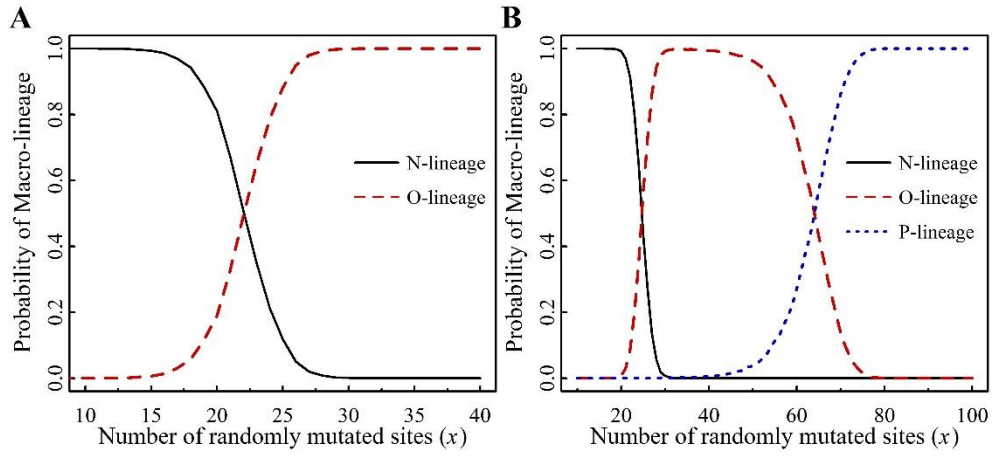 A
Probability of Macro-lineage
1.0
0.8
0.6
0.4
0.2
0.0
N-lineage
O-lineage
10 15 20 25 30 35 40
Number of randomly mutated sites (x)
B
Probability of Macro-lineage
1.0
0.8
0.6
0.4
0.2
0.0
N-lineage
O-lineage
P-lineage
20 40 60 80 100
Number of randomly mutated sites (x)